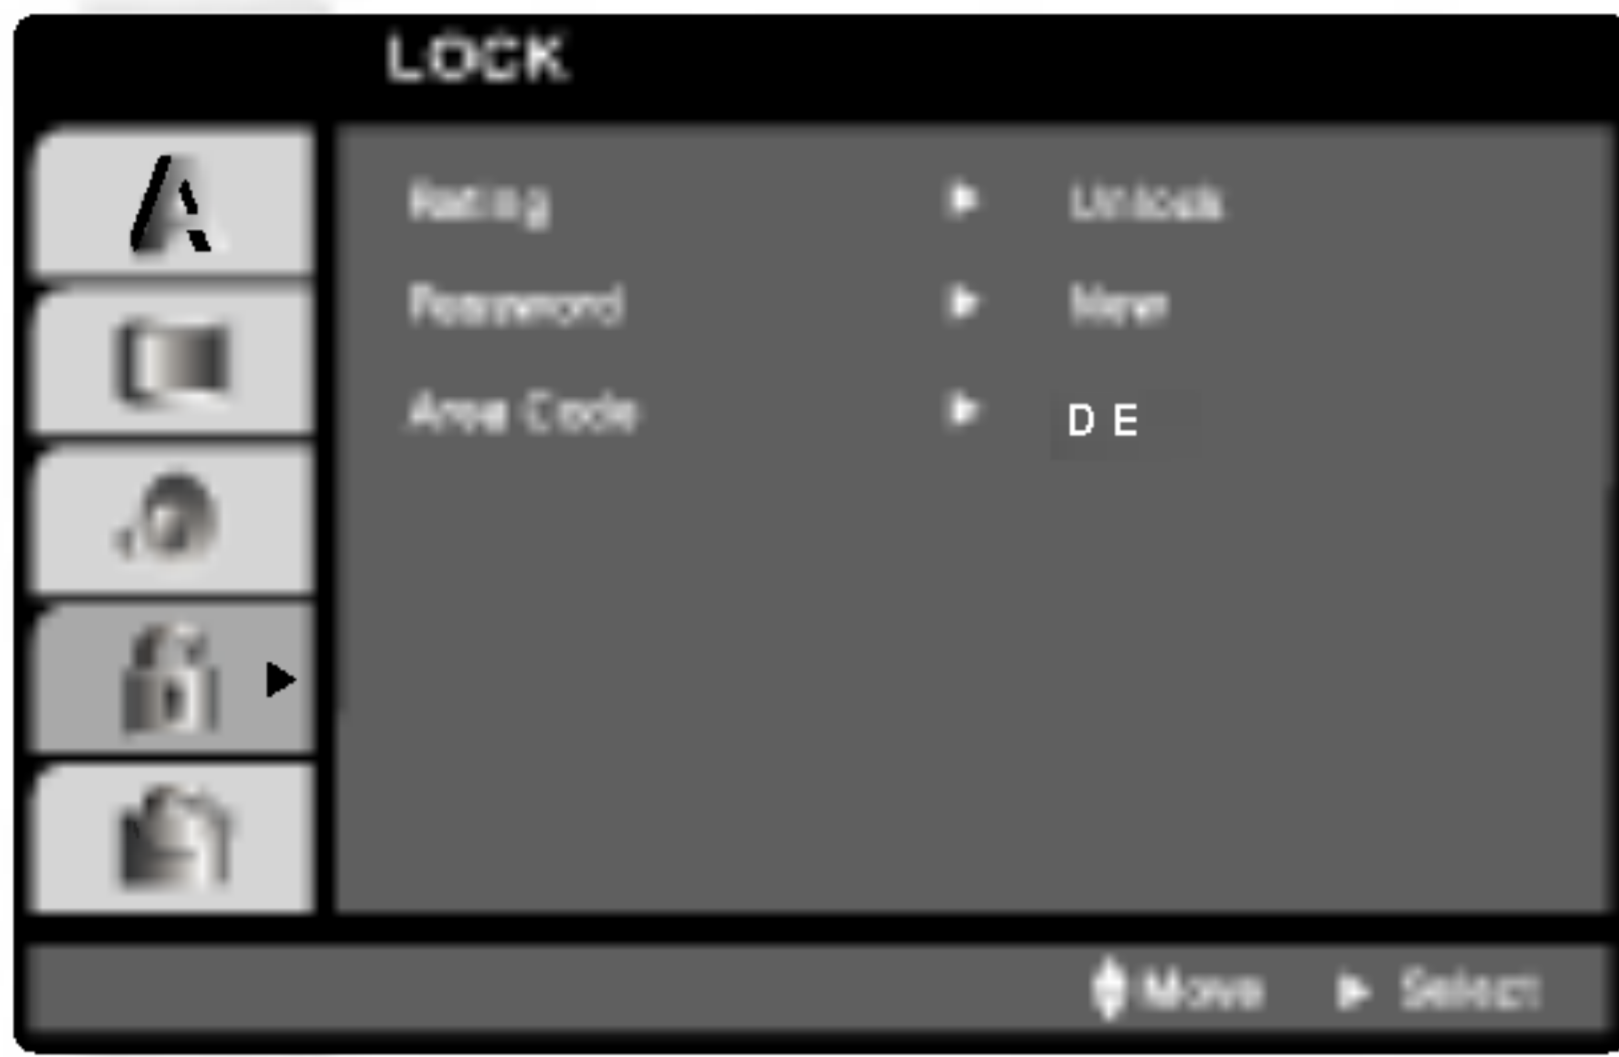 LOCK
A
Rating Unlock
Password New
Area Code D E
Move Select